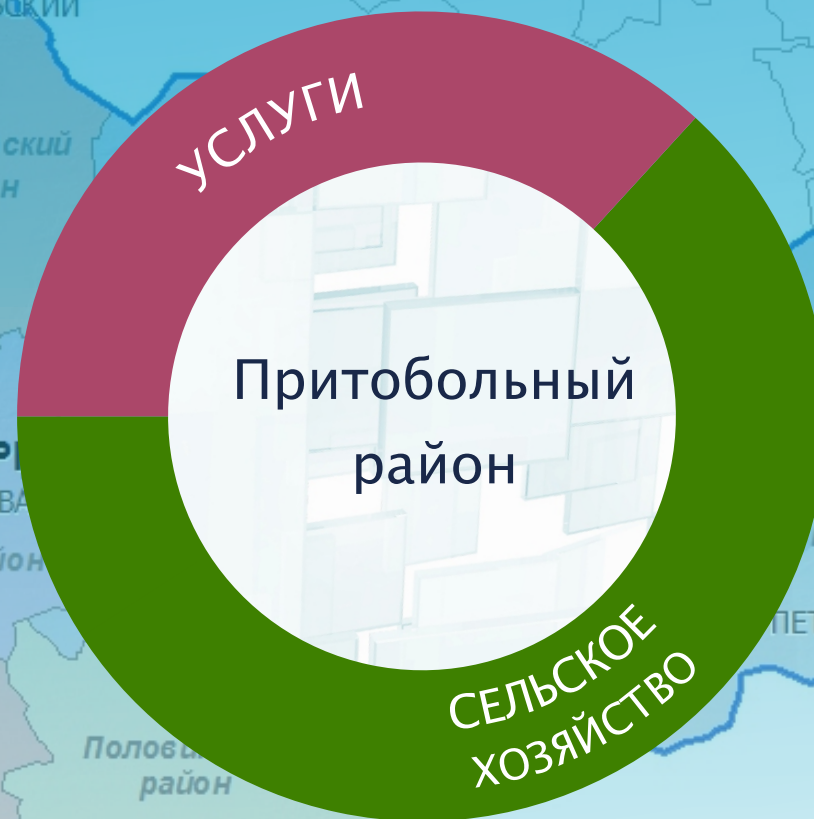 ский
УСЛУГИ
Притобольный
район
СЕЛЬСКОЕ
ХОЗЯЙСТВО
район